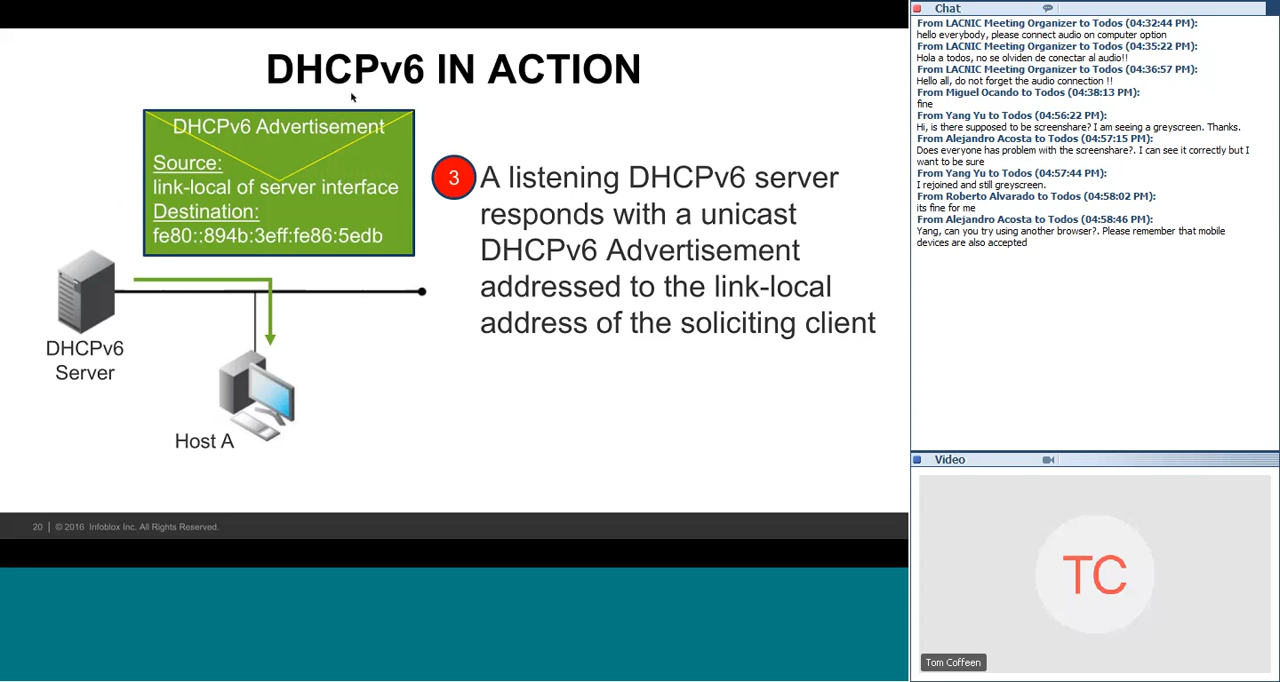 DHCPv6 IN ACTION
DHCPv6 Advertisement
Source:
link-local of server interface
Destination:
fe80::894b:3eff:fe86:5edb
3
A listening DHCPv6 server
responds with a unicast
DHCPv6 Advertisement
addressed to the link-local
address of the soliciting client
DHCPv6
Server
Host A
20 | © 2016 Infoblox Inc. All Rights Reserved.
Chat
From LACNIC Meeting Organizer to Todos (04:32:44 PM):
hello everybody, please connect audio on computer option
From LACNIC Meeting Organizer to Todos (04:35:22 PM):
Hola a todos, no se olviden de conectar al audio!!
From LACNIC Meeting Organizer to Todos (04:36:57 PM):
Hello all, do not forget the audio connection !!
From Miguel Ocando to Todos (04:38:13 PM):
fine
From Yang Yu to Todos (04:56:22 PM):
Hi, is there supposed to be screenshare? I am seeing a greyscreen. Thanks.
From Alejandro Acosta to Todos (04:57:15 PM):
Does everyone has problem with the screenshare?. I can see it correctly but I
want to be sure
From Yang Yu to Todos (04:57:44 PM):
I rejoined and still greyscreen.
From Roberto Alvarado to Todos (04:58:02 PM):
its fine for me
From Alejandro Acosta to Todos (04:58:46 PM):
Yang, can you try using another browser?. Please remember that mobile
devices are also accepted
Video
TC
Tom Coffeen